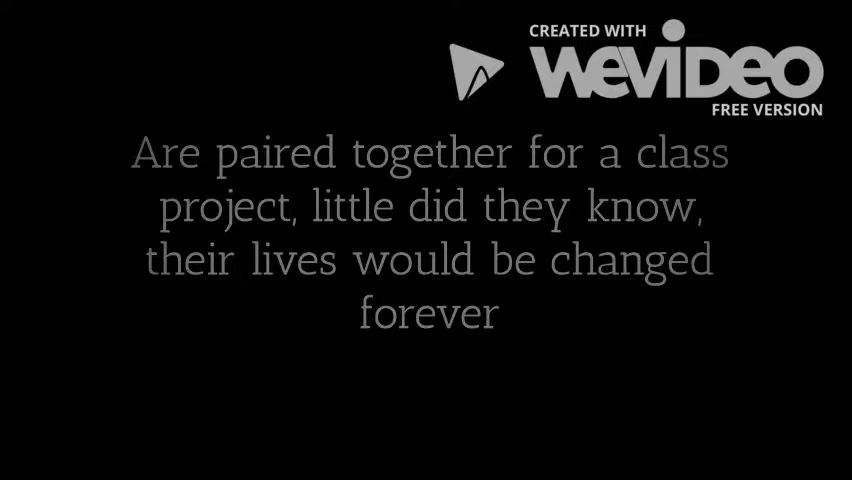 CREATED WITH
WEVIDEO
FREE VERSION
Are paired together for a class
project, little did they know,
their lives would be changed
forever